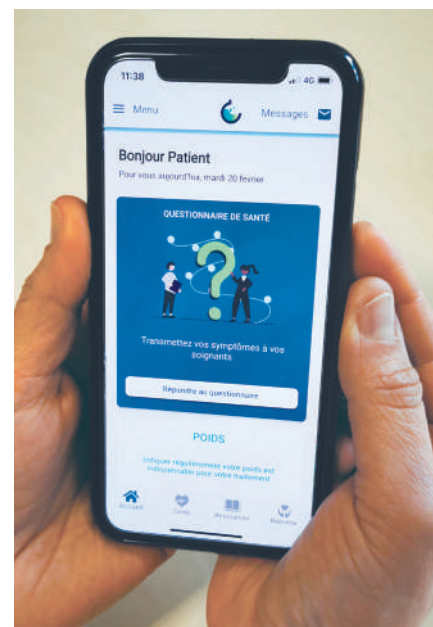 11:38
4G
Menu
Messages
Bonjour Patient
Pour vous aujourd'hui, mardi 20 février
QUESTIONNAIRE DE SANTÉ
?
Transmettez vos symptômes à vos
soignants
Répondre au questionnaire
POIDS
Indiquer régulièrement votre poids est
indispensable pour votre traitement
Accueil
Santé